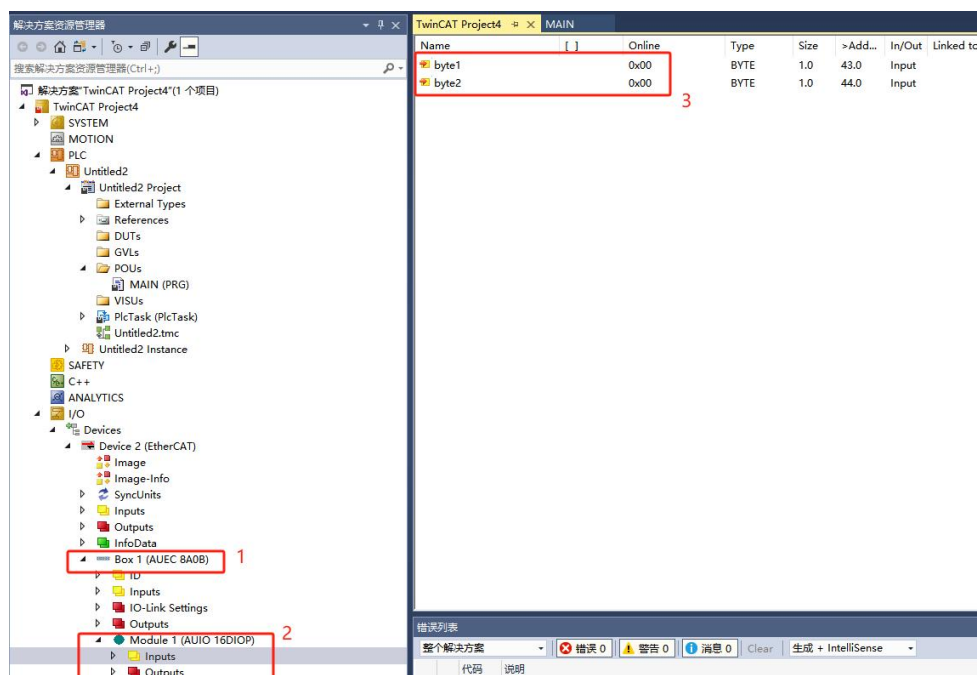 解决方案资源管理器
搜索解决方案资源管理器(Ctrl+;)
解决方案"TwinCAT Project4"(1 个项目)
TwinCAT Project4
SYSTEM
MOTION
PLC
Untitled2
Untitled2 Project
External Types
References
DUTs
GVLs
POUs
MAIN (PRG)
VISUs
PlcTask (PlcTask)
Untitled2.tmc
Untitled2 Instance
SAFETY
C++
ANALYTICS
I/O
Devices
Device 2 (EtherCAT)
Image
Image-Info
SyncUnits
Inputs
Outputs
InfoData
Box 1 (AUEC 8A0B) 1
ID
Inputs
IO-Link Settings
Outputs
Module 1 (AUIO 16DIOP) 2
Inputs
Outputs
TwinCAT Project4 MAIN
Name [ ] Online Type Size >Add... In/Out Linked to
byte1 0x00 BYTE 1.0 43.0 Input
byte2 0x00 BYTE 1.0 44.0 Input
3
错误列表
整个解决方案 错误 0 警告 0 消息 0 Clear 生成 + IntelliSense
代码 说明